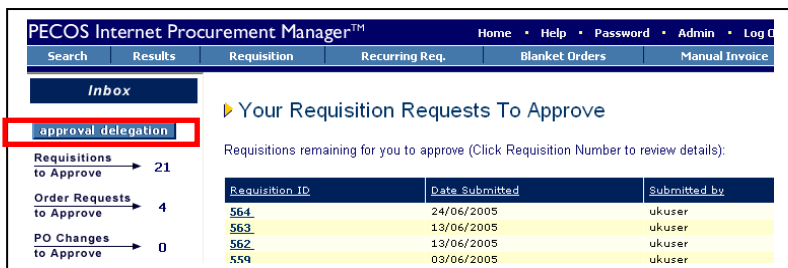 PECOS Internet Procurement Manager™
Home • Help • Password • Admin • Log O
Search Results Requisition Recurring Req. Blanket Orders Manual Invoice
Inbox
approval delegation
Requisitions
to Approve 21
Order Requests
to Approve 4
PO Changes
to Approve 0
Your Requisition Requests To Approve
Requisitions remaining for you to approve (Click Requisition Number to review details):
Requisition ID Date Submitted Submitted by
564 24/06/2005 ukuser
563 13/06/2005 ukuser
562 13/06/2005 ukuser
559 03/06/2005 ukuser